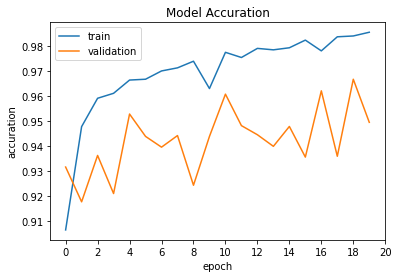 Model Accuration
train
validation
accuration
0.98
0.97
0.96
0.95
0.94
0.93
0.92
0.91
0 2 4 6 8 10 12 14 16 18 20
epoch